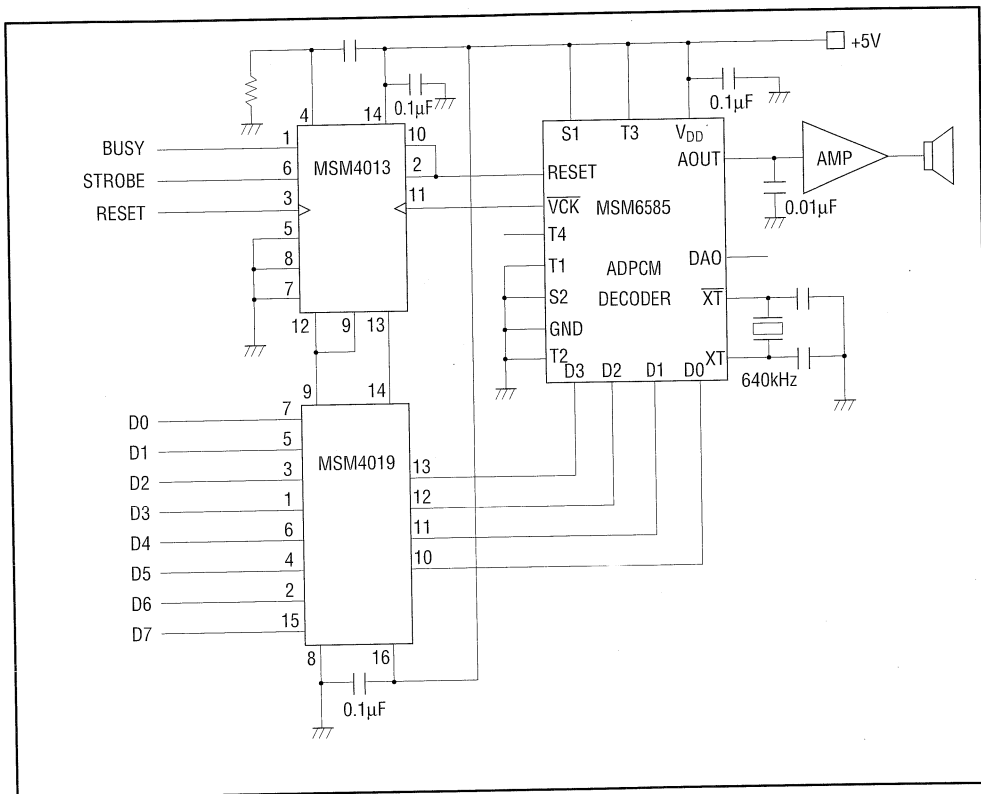 +5V
0.1µF
0.1µF
4
14
BUSY
1
MSM4013
10
STROBE
6
2
RESET
3
11
5
8
7
12
9
13
S1
T3
VDD
RESET
AOUT
VCK
MSM6585
T4
T1
ADPCM
DAO
S2
DECODER
XT
GND
T2
XT
D3
D2
D1
D0
AMP
0.01µF
640kHz
9
14
D0
7
D1
5
MSM4019
D2
3
13
D3
1
12
D4
6
11
D5
4
10
D6
2
D7
15
8
16
0.1µF